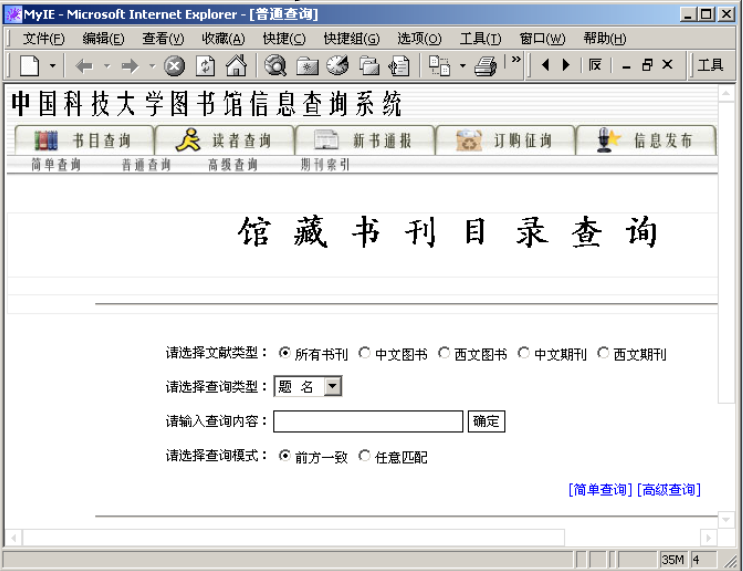 MyIE - Microsoft Internet Explorer - [普通查询]
文件(F) 编辑(E) 查看(V) 收藏(A) 快捷(C) 快捷组(G) 选项(O) 工具(T) 窗口(W) 帮助(H)
工具
中国科技大学图书馆信息查询系统
书目查询 读者查询 新书通报 订购征询 信息发布
简单查询 普通查询 高级查询 期刊索引
馆藏书刊目录查询
请选择文献类型: 所有书刊 中文图书 西文图书 中文期刊 西文期刊
请选择查询类型: 题 名
请输入查询内容: 确定
请选择查询模式: 前方一致 任意匹配
[简单查询] [高级查询]
35M 4